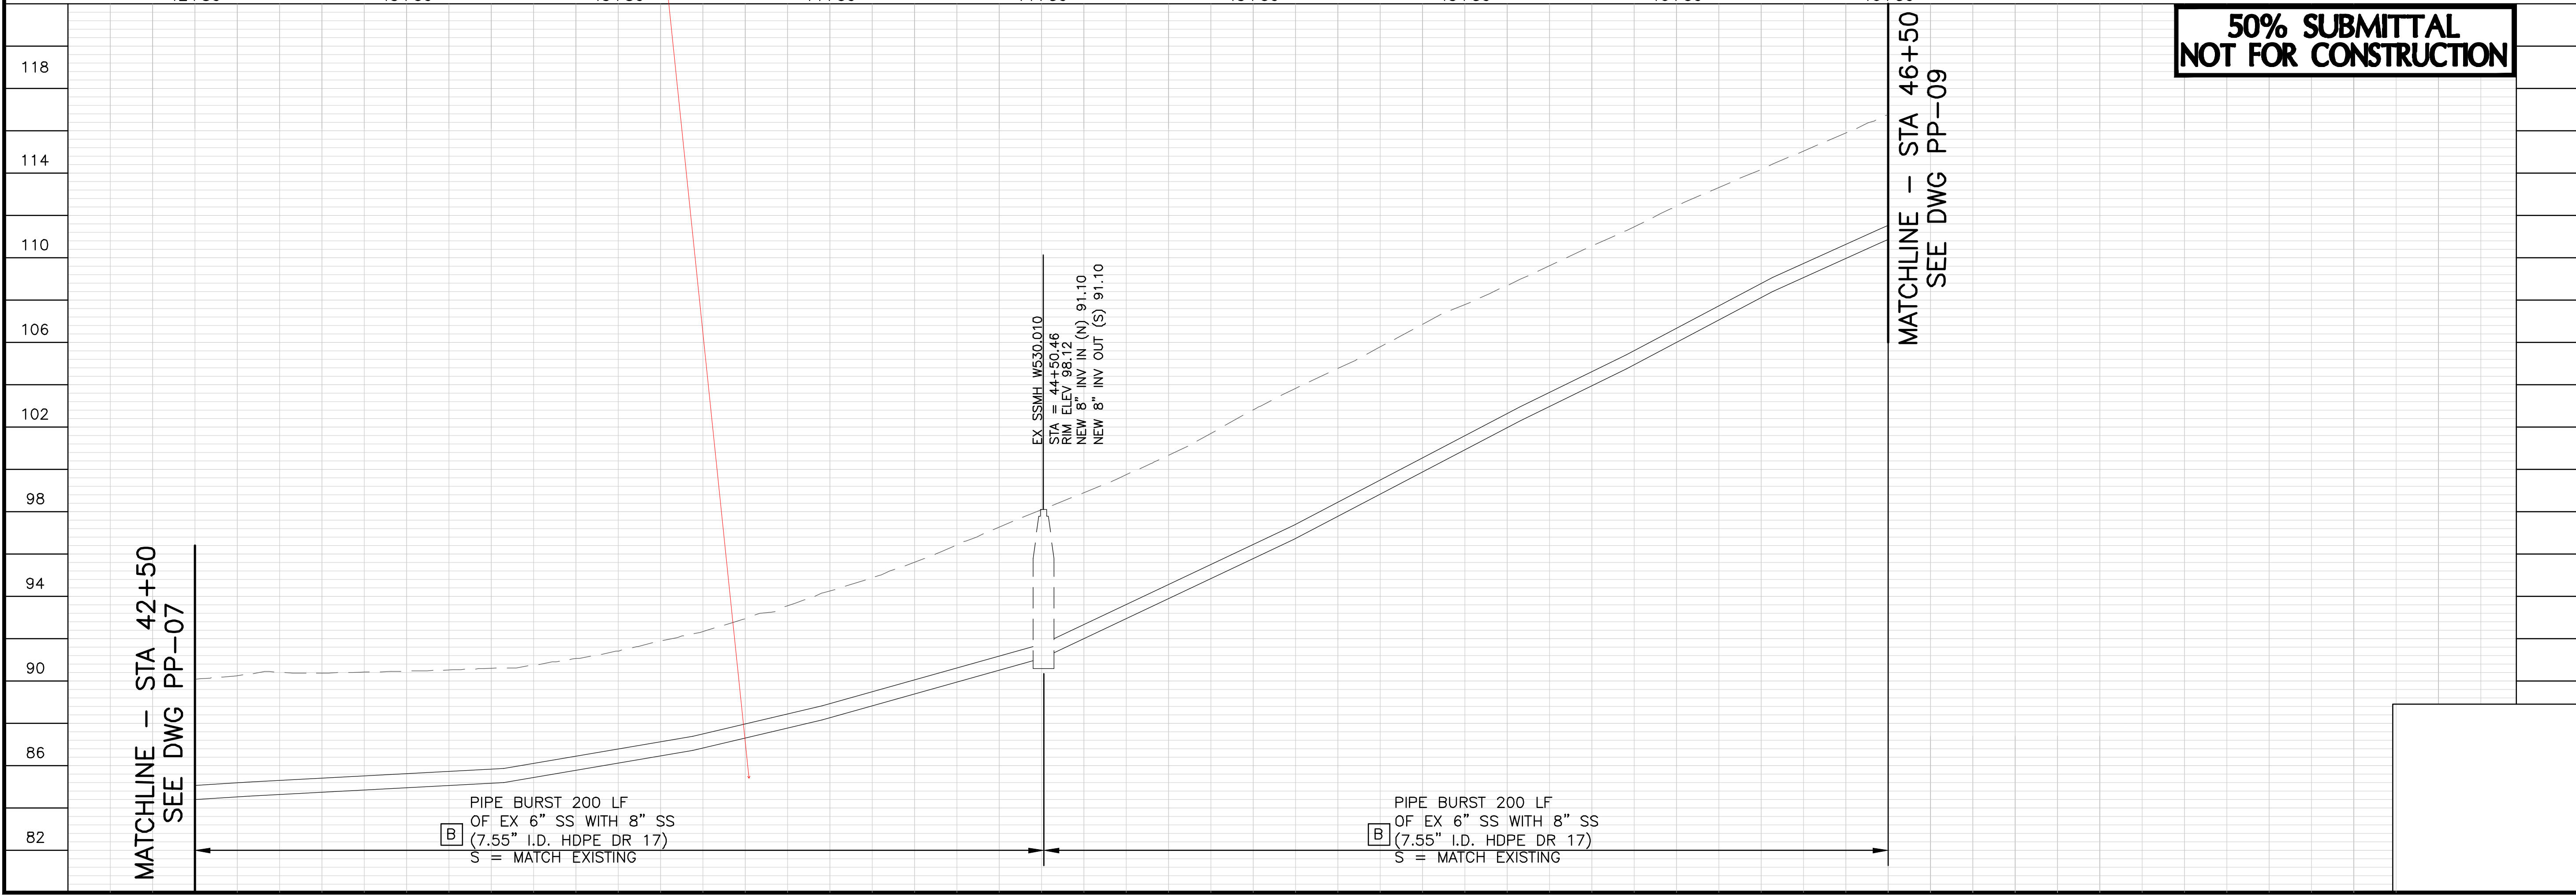 50% SUBMITTAL
NOT FOR CONSTRUCTION
118
114
110
106
102
98
94
90
86
82
MATCHLINE – STA 42+50
SEE DWG PP–07
EX SSMH W530.010
STA = 44+50.46
RIM ELEV 98.12
NEW 8" INV IN (N) 91.10
NEW 8" INV OUT (S) 91.10
MATCHLINE – STA 46+50
SEE DWG PP–09
B
PIPE BURST 200 LF
OF EX 6" SS WITH 8" SS
(7.55" I.D. HDPE DR 17)
S = MATCH EXISTING
B
PIPE BURST 200 LF
OF EX 6" SS WITH 8" SS
(7.55" I.D. HDPE DR 17)
S = MATCH EXISTING